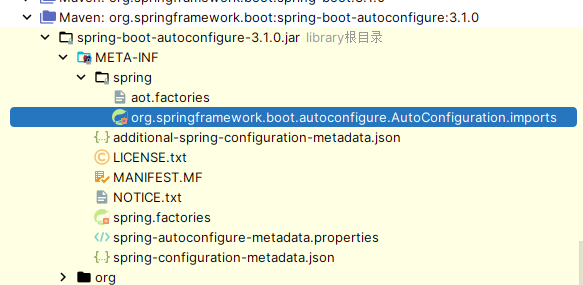 Maven: org.springframework.boot:spring-boot:3.1.0
Maven: org.springframework.boot:spring-boot-autoconfigure:3.1.0
spring-boot-autoconfigure-3.1.0.jar library根目录
META-INF
spring
aot.factories
org.springframework.boot.autoconfigure.AutoConfiguration.imports
additional-spring-configuration-metadata.json
LICENSE.txt
MANIFEST.MF
NOTICE.txt
spring.factories
spring-autoconfigure-metadata.properties
spring-configuration-metadata.json
org